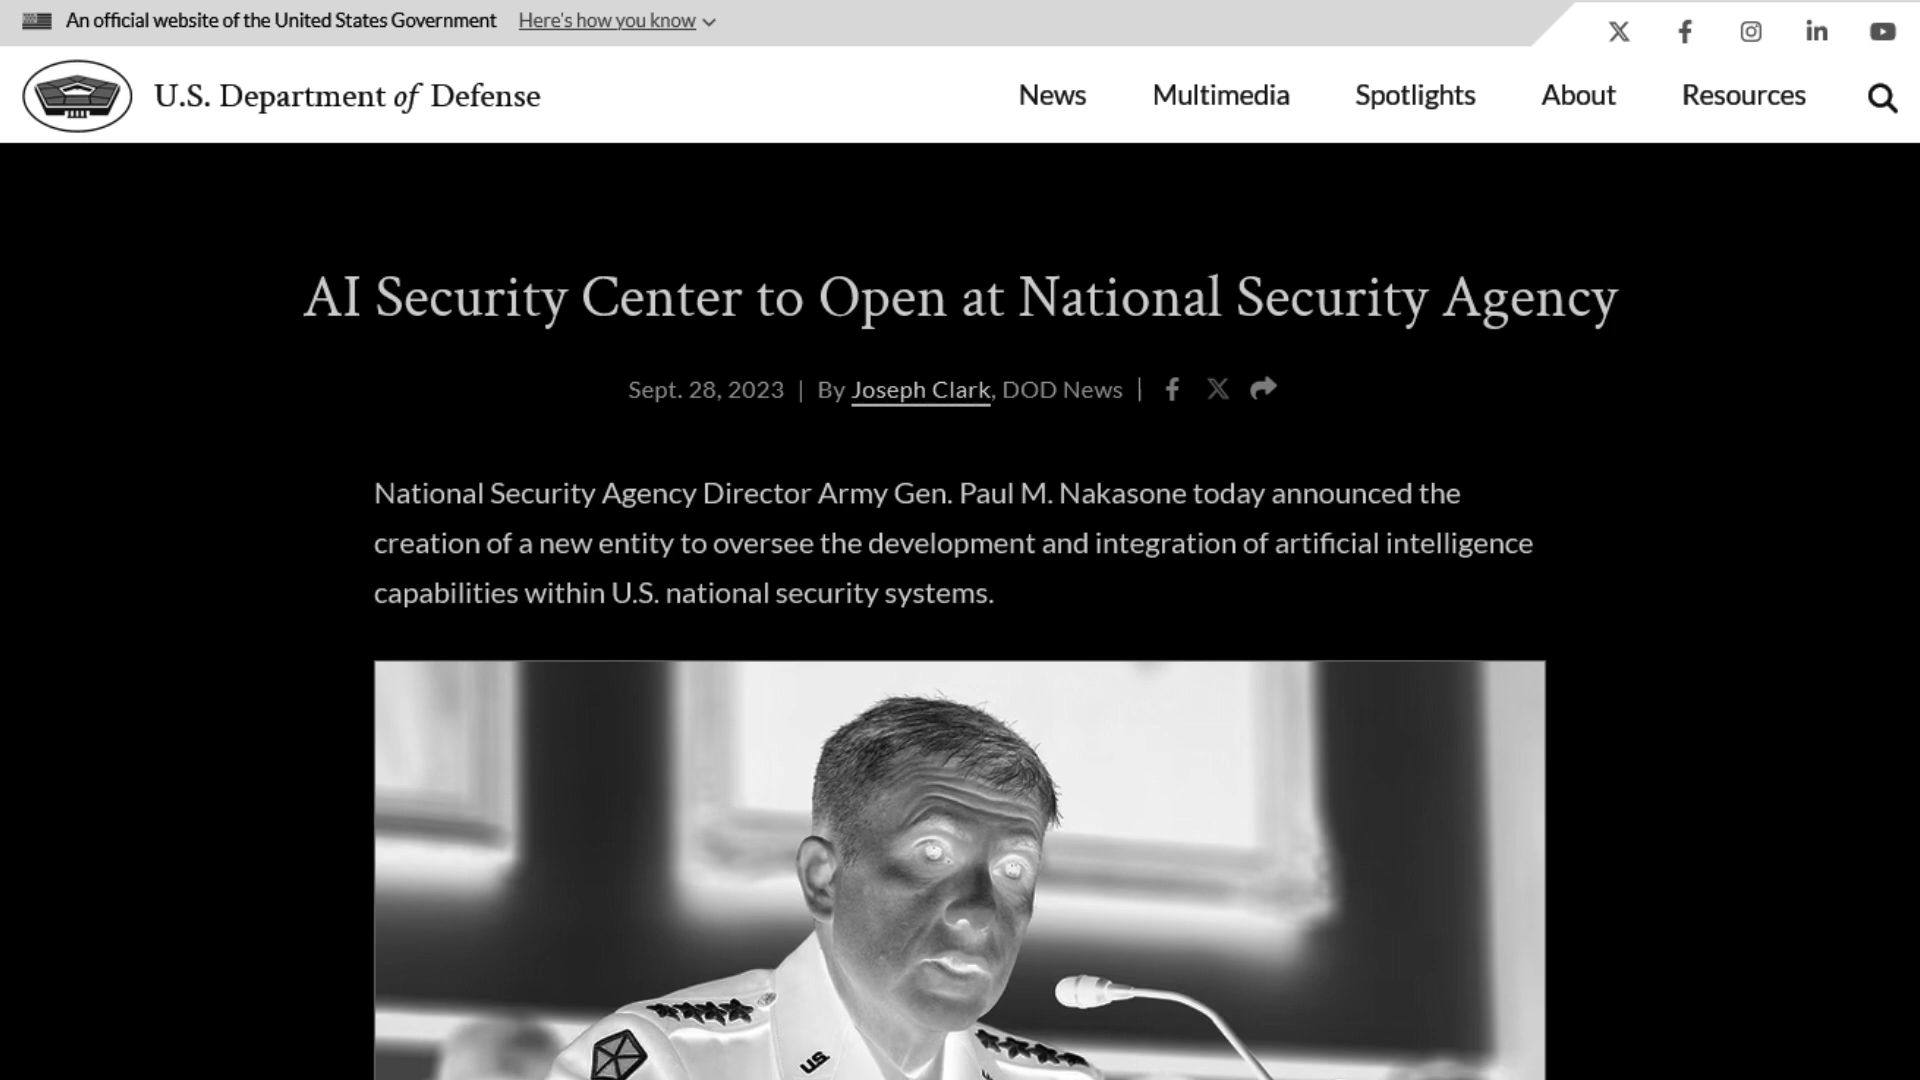 An official website of the United States Government Here's how you know
U.S. Department of Defense
News Multimedia Spotlights About Resources
AI Security Center to Open at National Security Agency
Sept. 28, 2023 | By Joseph Clark, DOD News |
National Security Agency Director Army Gen. Paul M. Nakasone today announced the
creation of a new entity to oversee the development and integration of artificial intelligence
capabilities within U.S. national security systems.
U.S.